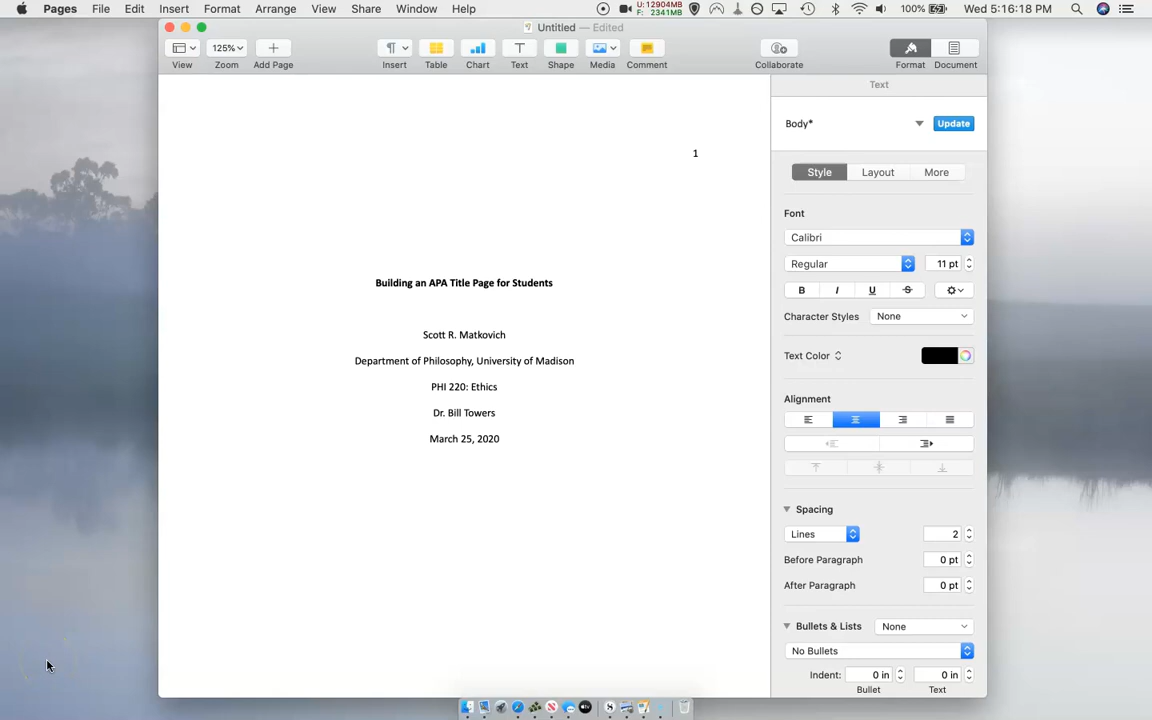 Pages File Edit Insert Format Arrange View Share Window Help U: 12904MB F: 2341MB 100% Wed 5:16:18 PM
Untitled — Edited
125%
View Zoom Add Page Insert Table Chart Text Shape Media Comment Collaborate Format Document
Text
Body* Update
1
Style Layout More
Building an APA Title Page for Students
Scott R. Matkovich
Department of Philosophy, University of Madison
PHI 220: Ethics
Dr. Bill Towers
March 25, 2020
Font
Calibri
Regular 11 pt
B I U S
Character Styles None
Text Color
Alignment
Spacing
Lines 2
Before Paragraph 0 pt
After Paragraph 0 pt
Bullets & Lists None
No Bullets
Indent: 0 in 0 in
Bullet Text